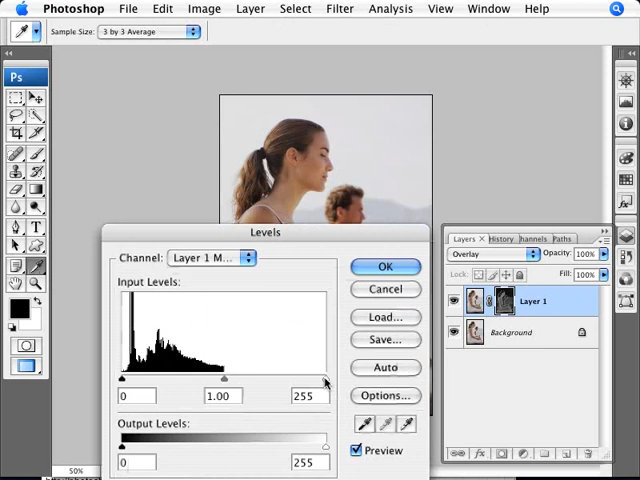 Photoshop File Edit Image Layer Select Filter Analysis View Window Help
Sample Size: 3 by 3 Average
Ps
Levels
Channel: Layer 1 M...
Input Levels:
0 1.00 255
Output Levels:
0 255
OK
Cancel
Load...
Save...
Auto
Options...
Preview
Layers × History Channels Paths
Overlay Opacity: 100%
Lock: Fill: 100%
Layer 1
Background
fx
50%